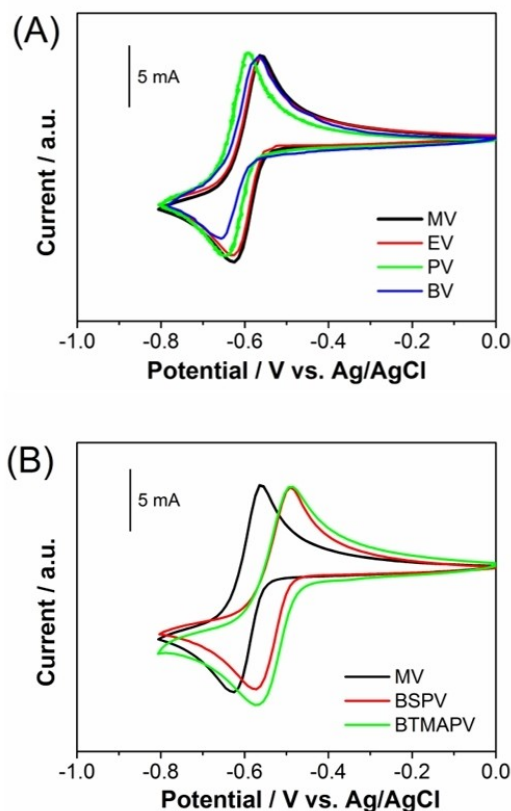 (A)
5 mA
Current / a.u.
MV
EV
PV
BV
-1.0 -0.8 -0.6 -0.4 -0.2 0.0
Potential / V vs. Ag/AgCl
(B)
5 mA
Current / a.u.
MV
BSPV
BTMAPV
-1.0 -0.8 -0.6 -0.4 -0.2 0.0
Potential / V vs. Ag/AgCl